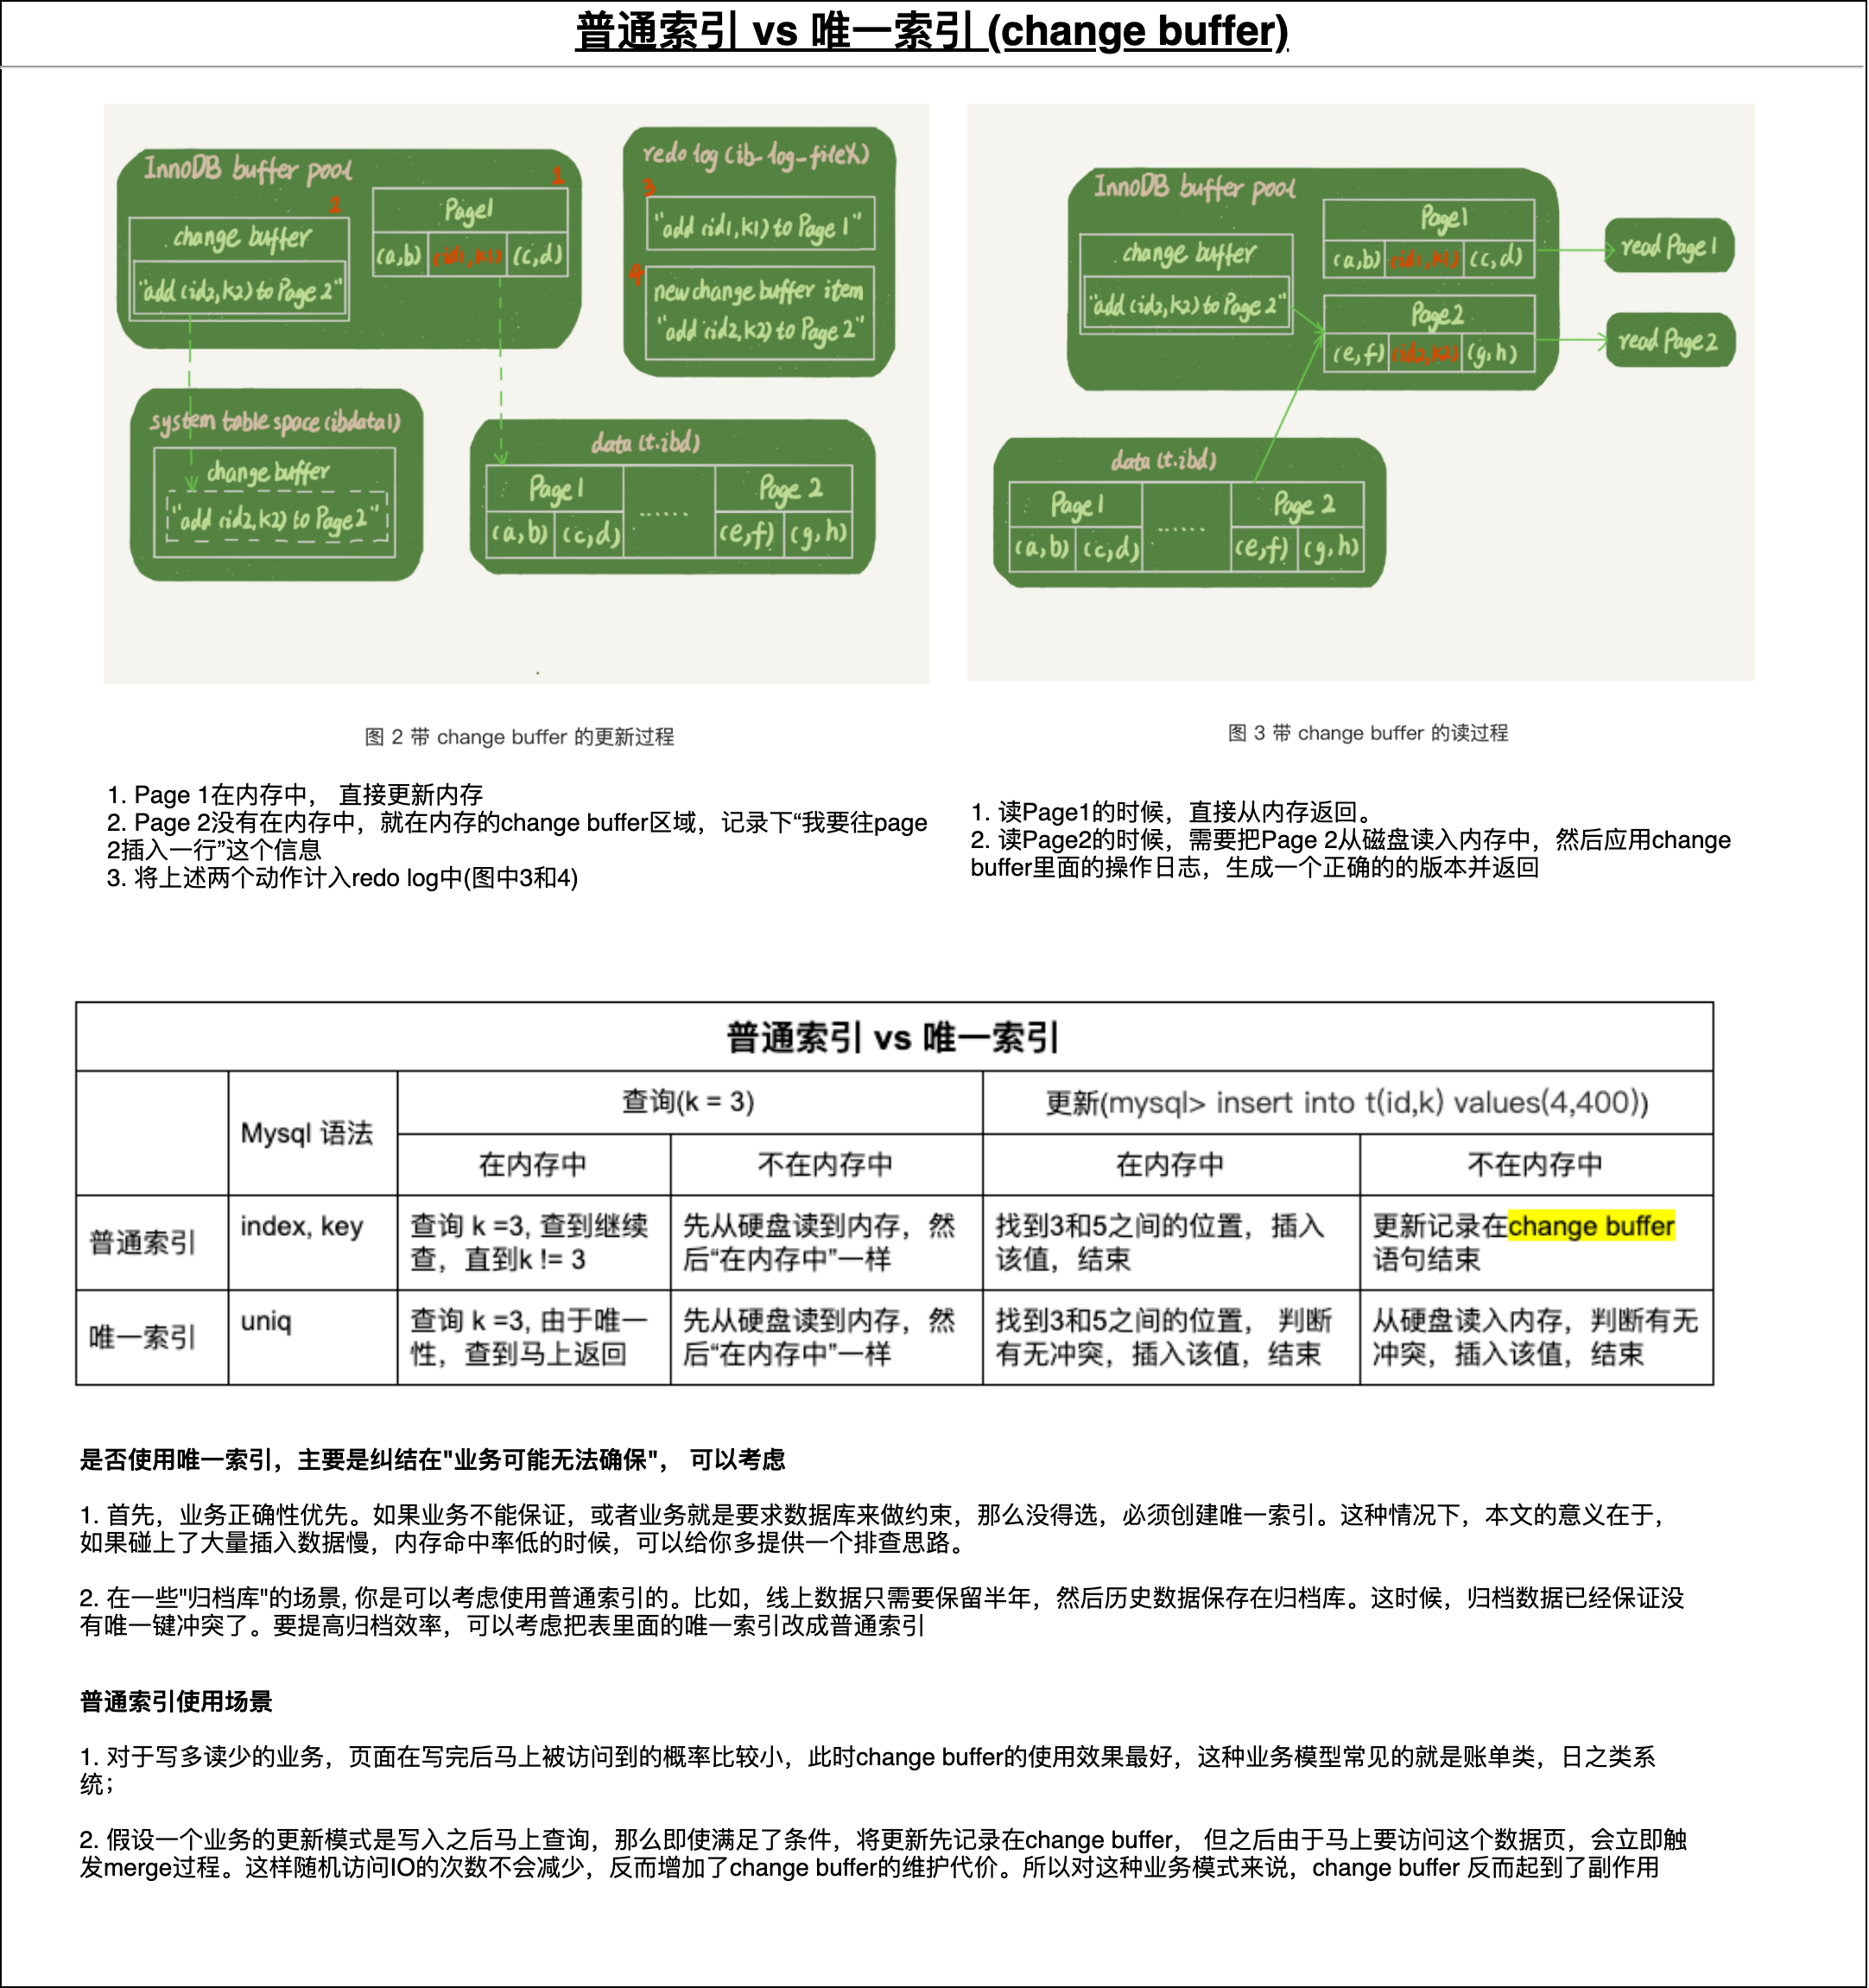 普通索引 vs 唯一索引 (change buffer)
InnoDB buffer pool
1
2
Page1
(a,b) (id1,k1) (c,d)
change buffer
"add (id2,k2) to Page 2"
redo log (ib_log_fileX)
3
"add (id1,k1) to Page 1"
4
new change buffer item
"add (id2,k2) to Page 2"
system table space (ibdata1)
change buffer
"add (id2,k2) to Page2"
data (t.ibd)
Page1 ...... Page 2
(a,b) (c,d) (e,f) (g,h)
图 2 带 change buffer 的更新过程
InnoDB buffer pool
Page1
(a,b) (id1,k1) (c,d)
read Page 1
change buffer
"add (id2,k2) to Page 2"
Page2
(e,f) (id2,k2) (g,h)
read Page 2
data (t.ibd)
Page1 ...... Page 2
(a,b) (c,d) (e,f) (g,h)
图 3 带 change buffer 的读过程
1. Page 1在内存中， 直接更新内存
2. Page 2没有在内存中，就在内存的change buffer区域，记录下“我要往page
2插入一行”这个信息
3. 将上述两个动作计入redo log中(图中3和4)
1. 读Page1的时候，直接从内存返回。
2. 读Page2的时候，需要把Page 2从磁盘读入内存中，然后应用change
buffer里面的操作日志，生成一个正确的的版本并返回
普通索引 vs 唯一索引
Mysql 语法
查询(k = 3)
更新(mysql> insert into t(id,k) values(4,400))
在内存中
不在内存中
在内存中
不在内存中
普通索引
index, key
查询 k =3, 查到继续
查，直到k != 3
先从硬盘读到内存，然
后“在内存中”一样
找到3和5之间的位置，插入
该值，结束
更新记录在change buffer
语句结束
唯一索引
uniq
查询 k =3, 由于唯一
性，查到马上返回
先从硬盘读到内存，然
后“在内存中”一样
找到3和5之间的位置， 判断
有无冲突，插入该值，结束
从硬盘读入内存，判断有无
冲突，插入该值，结束
是否使用唯一索引，主要是纠结在"业务可能无法确保"， 可以考虑
1. 首先，业务正确性优先。如果业务不能保证，或者业务就是要求数据库来做约束，那么没得选，必须创建唯一索引。这种情况下，本文的意义在于，
如果碰上了大量插入数据慢，内存命中率低的时候，可以给你多提供一个排查思路。
2. 在一些"归档库"的场景, 你是可以考虑使用普通索引的。比如，线上数据只需要保留半年，然后历史数据保存在归档库。这时候，归档数据已经保证没
有唯一键冲突了。要提高归档效率，可以考虑把表里面的唯一索引改成普通索引
普通索引使用场景
1. 对于写多读少的业务，页面在写完后马上被访问到的概率比较小，此时change buffer的使用效果最好，这种业务模型常见的就是账单类，日之类系
统；
2. 假设一个业务的更新模式是写入之后马上查询，那么即使满足了条件，将更新先记录在change buffer， 但之后由于马上要访问这个数据页，会立即触
发merge过程。这样随机访问IO的次数不会减少，反而增加了change buffer的维护代价。所以对这种业务模式来说，change buffer 反而起到了副作用